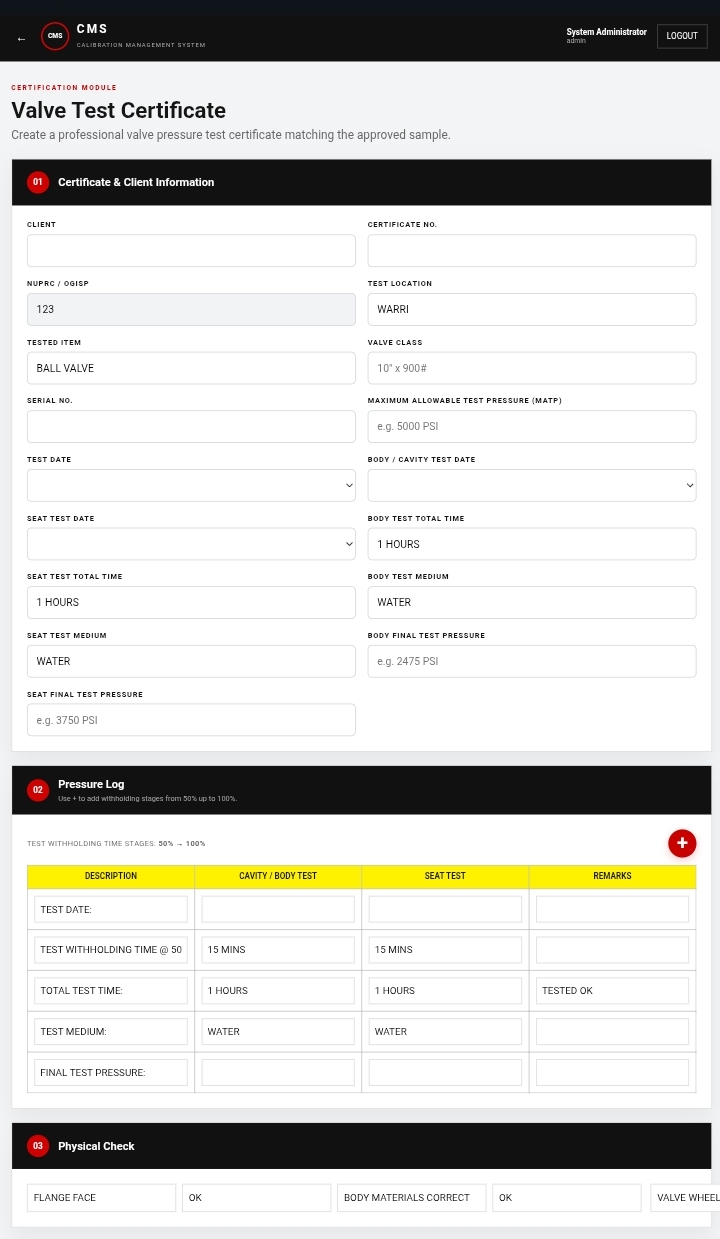 ←
CMS
CMS
CALIBRATION MANAGEMENT SYSTEM
System Administrator
admin
LOGOUT
CERTIFICATION MODULE
Valve Test Certificate
Create a professional valve pressure test certificate matching the approved sample.
01 Certificate & Client Information
CLIENT
CERTIFICATE NO.
NUPRC / OGISP
TEST LOCATION
123
WARRI
TESTED ITEM
VALVE CLASS
BALL VALVE
10" x 900#
SERIAL NO.
MAXIMUM ALLOWABLE TEST PRESSURE (MATP)
e.g. 5000 PSI
TEST DATE
BODY / CAVITY TEST DATE
SEAT TEST DATE
BODY TEST TOTAL TIME
1 HOURS
SEAT TEST TOTAL TIME
BODY TEST MEDIUM
1 HOURS
WATER
SEAT TEST MEDIUM
BODY FINAL TEST PRESSURE
WATER
e.g. 2475 PSI
SEAT FINAL TEST PRESSURE
e.g. 3750 PSI
02 Pressure Log
Use + to add withholding stages from 50% up to 100%.
TEST WITHHOLDING TIME STAGES: 50% → 100%
+
DESCRIPTION CAVITY / BODY TEST SEAT TEST REMARKS
TEST DATE:
TEST WITHHOLDING TIME @ 50 15 MINS 15 MINS
TOTAL TEST TIME: 1 HOURS 1 HOURS TESTED OK
TEST MEDIUM: WATER WATER
FINAL TEST PRESSURE:
03 Physical Check
FLANGE FACE OK BODY MATERIALS CORRECT OK VALVE WHEEL